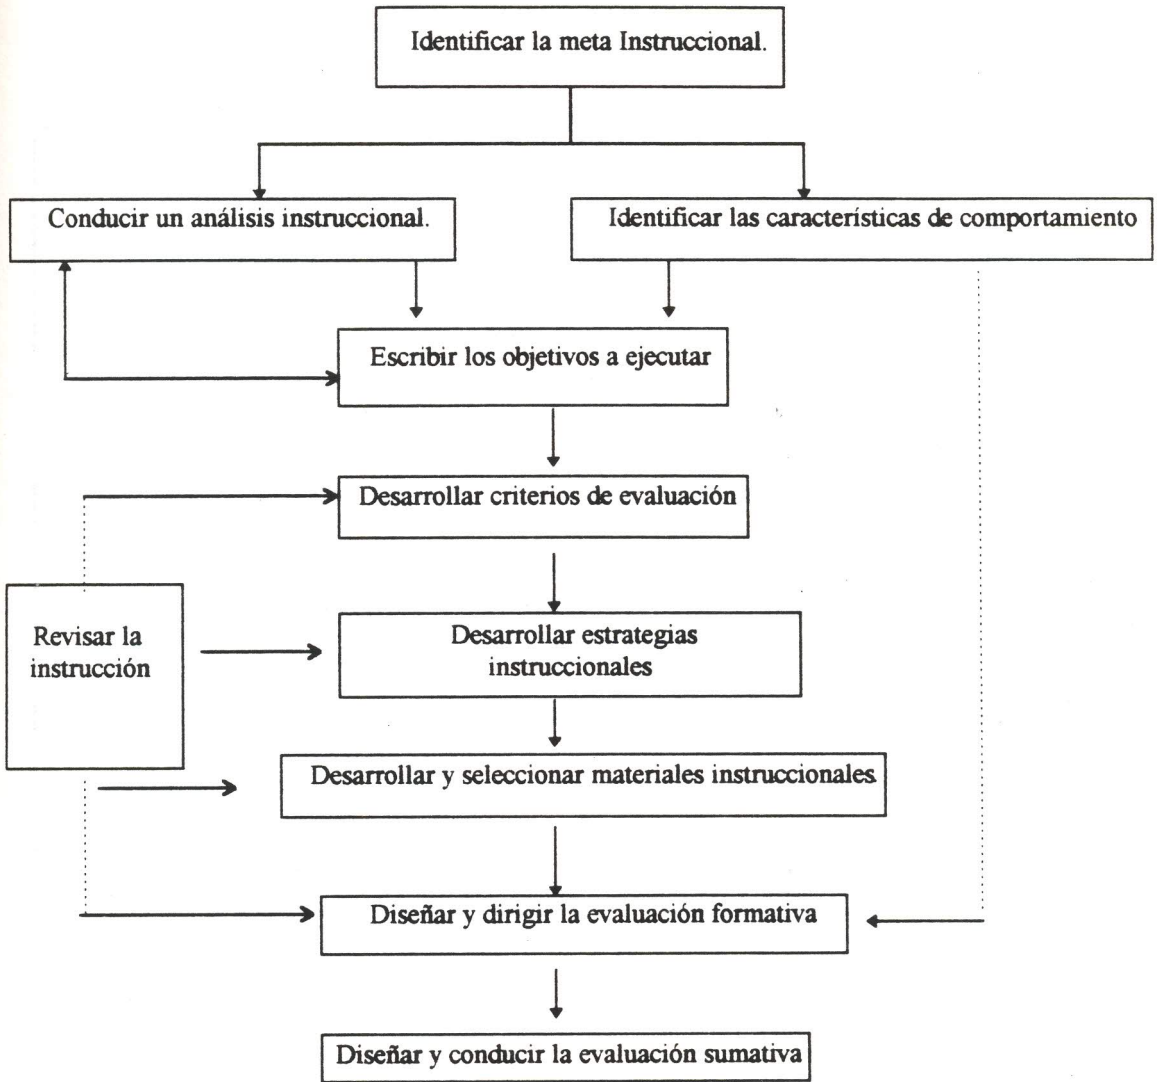 Identificar la meta Instruccional.
Conducir un análisis instruccional.
Identificar las características de comportamiento
Escribir los objetivos a ejecutar
Desarrollar criterios de evaluación
Revisar la
instrucción
Desarrollar estrategias
instruccionales
Desarrollar y seleccionar materiales instruccionales.
Diseñar y dirigir la evaluación formativa
Diseñar y conducir la evaluación sumativa